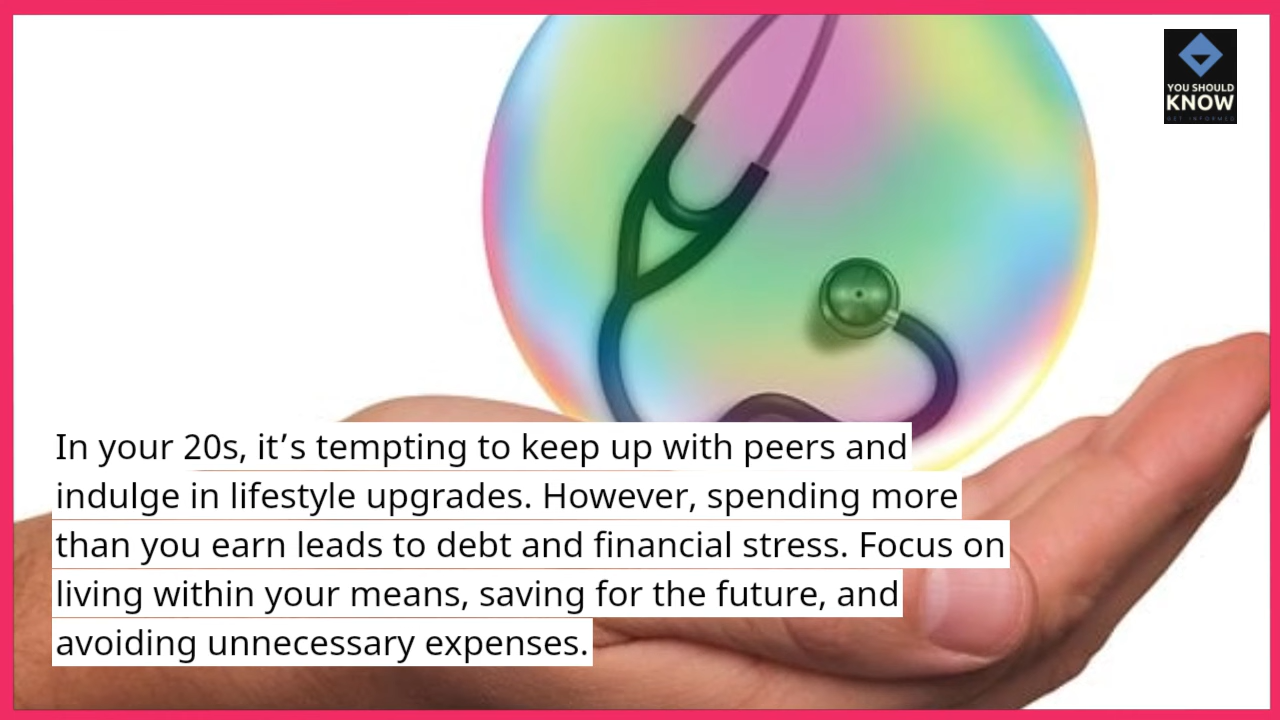 YOU SHOULD
KNOW
GET INFORMED
In your 20s, it’s tempting to keep up with peers and
indulge in lifestyle upgrades. However, spending more
than you earn leads to debt and financial stress. Focus on
living within your means, saving for the future, and
avoiding unnecessary expenses.